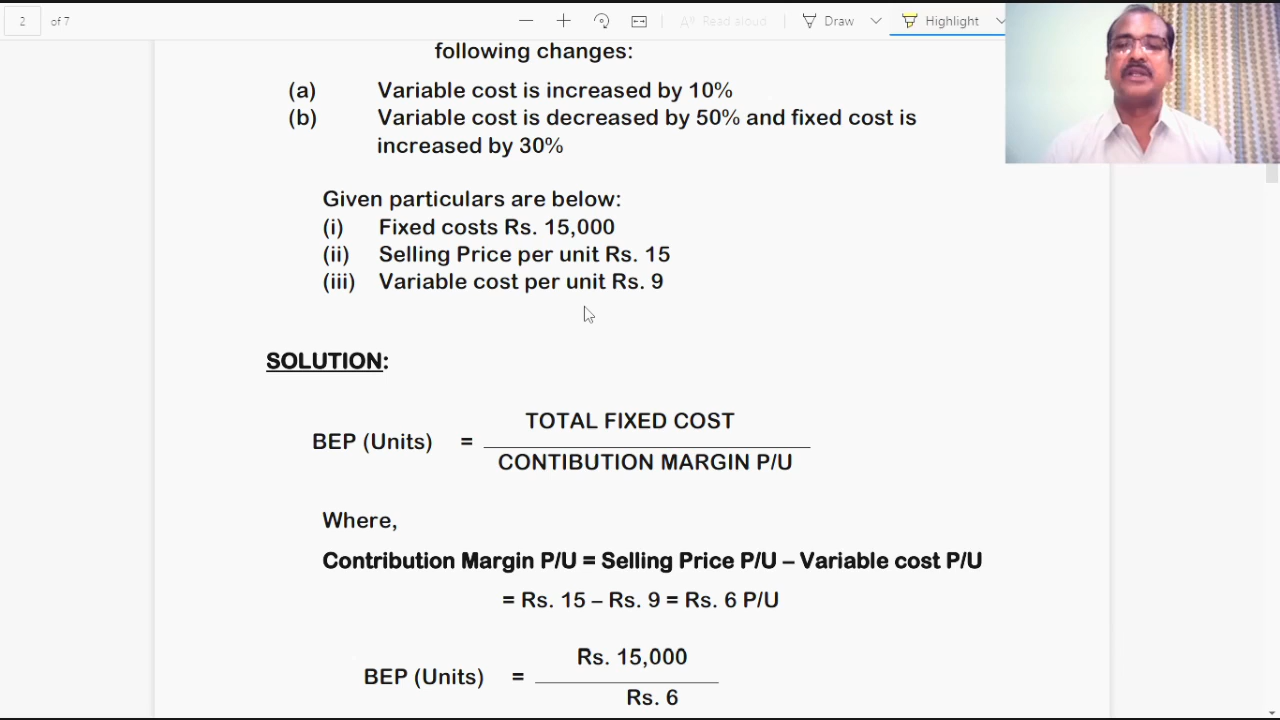 2 of 7 Read aloud Draw Highlight
following changes:
(a) Variable cost is increased by 10%
(b) Variable cost is decreased by 50% and fixed cost is
increased by 30%
Given particulars are below:
(i) Fixed costs Rs. 15,000
(ii) Selling Price per unit Rs. 15
(iii) Variable cost per unit Rs. 9
SOLUTION:
TOTAL FIXED COST
BEP (Units) =
CONTIBUTION MARGIN P/U
Where,
Contribution Margin P/U = Selling Price P/U – Variable cost P/U
= Rs. 15 – Rs. 9 = Rs. 6 P/U
Rs. 15,000
BEP (Units) =
Rs. 6